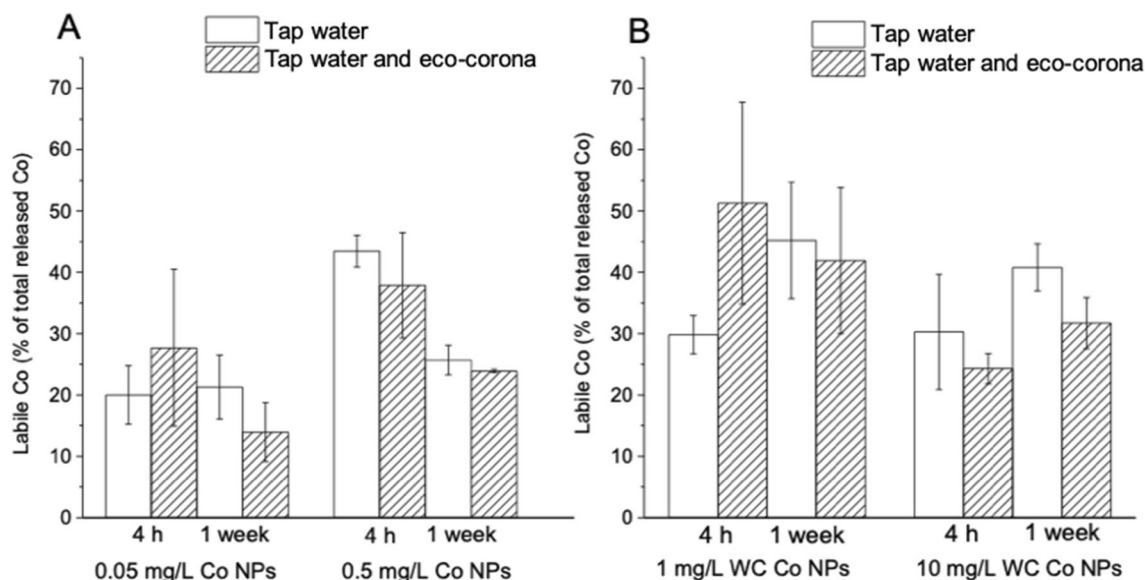 A
Tap water
Tap water and eco-corona
Labile Co (% of total released Co)
70
60
50
40
30
20
10
0
4 h 1 week 4 h 1 week
0.05 mg/L Co NPs 0.5 mg/L Co NPs
B
Tap water
Tap water and eco-corona
Labile Co (% of total released Co)
70
60
50
40
30
20
10
0
4 h 1 week 4 h 1 week
1 mg/L WC Co NPs 10 mg/L WC Co NPs